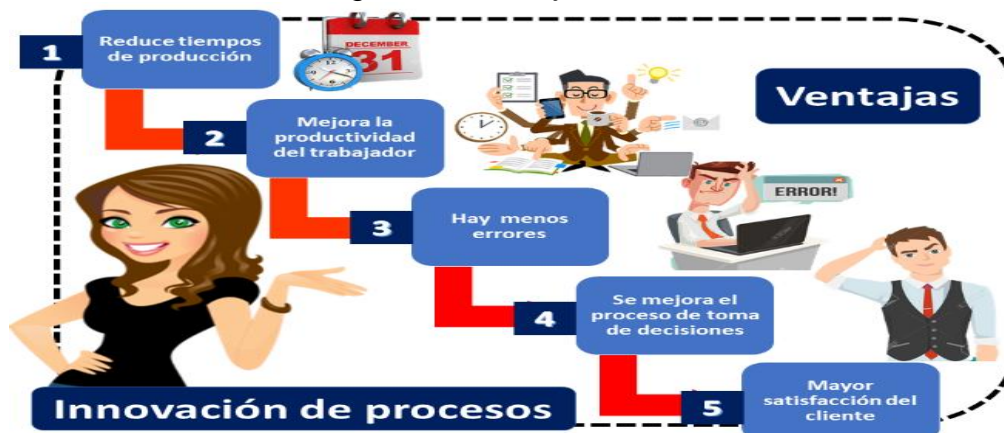 1
Reduce tiempos
de producción
DECEMBER
31
2
Mejora la
productividad
del trabajador
Ventajas
3
Hay menos
errores
ERROR!
4
Se mejora el
proceso de toma
de decisiones
5
Mayor
satisfacción del
cliente
Innovación de procesos